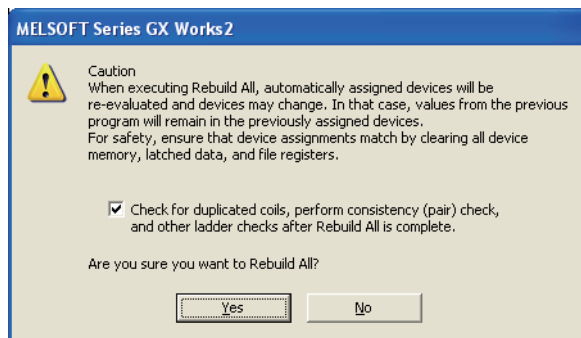 MELSOFT Series GX Works2
Caution
When executing Rebuild All, automatically assigned devices will be
re-evaluated and devices may change. In that case, values from the previous
program will remain in the previously assigned devices.
For safety, ensure that device assignments match by clearing all device
memory, latched data, and file registers.
Check for duplicated coils, perform consistency (pair) check,
and other ladder checks after Rebuild All is complete.
Are you sure you want to Rebuild All?
Yes No